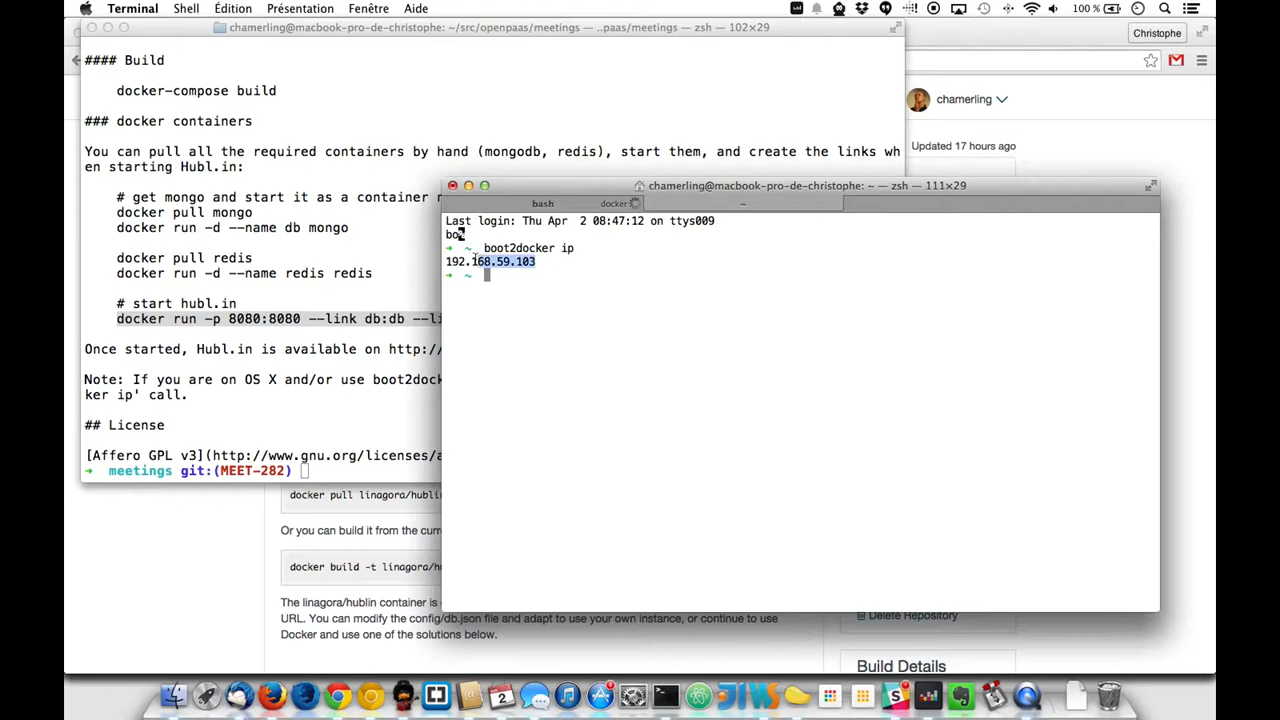 Terminal Shell Édition Présentation Fenêtre Aide
100 %
chamerling@macbook-pro-de-christophe: ~/src/openpaas/meetings — ..paas/meetings — zsh — 102×29
Christophe
#### Build
docker-compose build
### docker containers
You can pull all the required containers by hand (mongodb, redis), start them, and create the links wh
en starting Hubl.in:
# get mongo and start it as a container
docker pull mongo
docker run -d --name db mongo
docker pull redis
docker run -d --name redis redis
# start hubl.in
docker run -p 8080:8080 --link db:db
Once started, Hubl.in is available on http:/
Note: If you are on OS X and/or use
ker ip' call.
## License
[Affero GPL v3](http://www.gnu.org/licenses/
➜ meetings git:(MEET-282)
chamerling
Updated 17 hours ago
chamerling@macbook-pro-de-christophe: ~ — zsh — 111×29
bash
docker
~
Last login: Thu Apr 2 08:47:12 on ttys009
➜ ~ boot2docker ip
192.168.59.103
➜ ~
docker pull linagora/hublin
Or you can build it from the
docker build -t
The linagora/hublin container is
URL. You can modify the config/db.json file and adapt to use your own instance, or continue to use
Docker and use one of the solutions below.
Delete Repository
Build Details
2